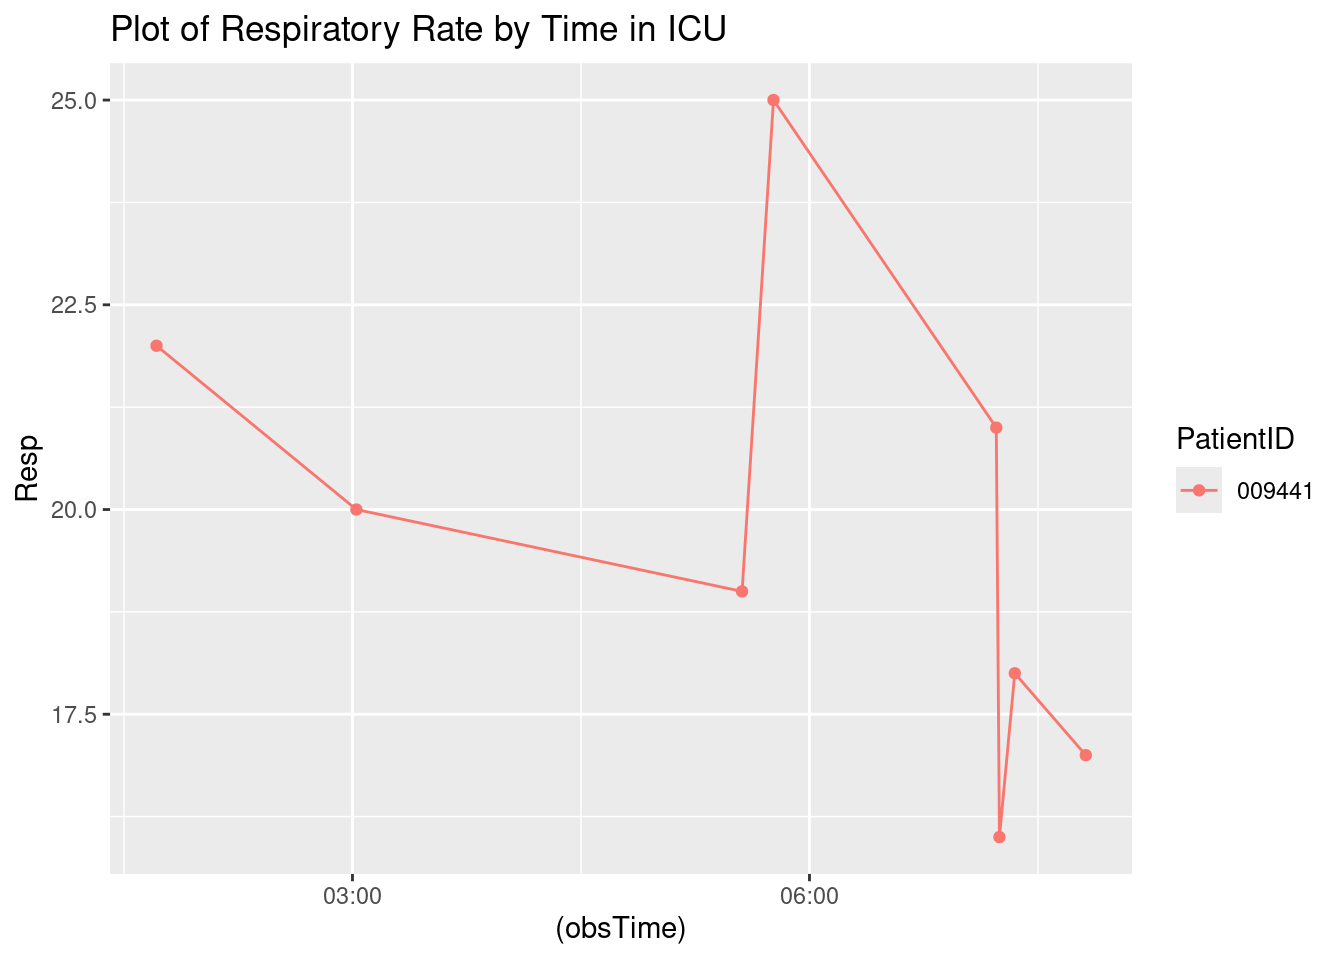 Plot of Respiratory Rate by Time in ICU
25.0
22.5
20.0
17.5
Resp
03:00
06:00
(obsTime)
PatientID
009441